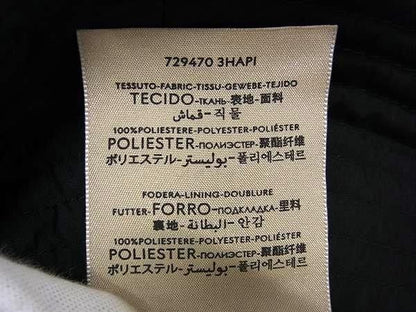 729470 3HAPI
TESSUTO-FABRIC-TISSU-GEWEBE-TEJIDO
TECIDO-ТКАНЬ-表地-面料
قماش-직물
100%POLIESTERE-POLYESTER-POLIÉSTER
POLIESTER-ПОЛИЭСТЕР-聚酯纤维
ポリエステル-بوليستر-폴리에스테르
FODERA-LINING-DOUBLURE
FUTTER-FORRO-ПОДКЛАДКА-里料
裏地-البطانة-안감
100%POLIESTERE-POLYESTER-POLIÉSTER
POLIESTER-ПОЛИЭСТЕР-聚酯纤维
ポリエステル-بوليستر-폴리에스테르